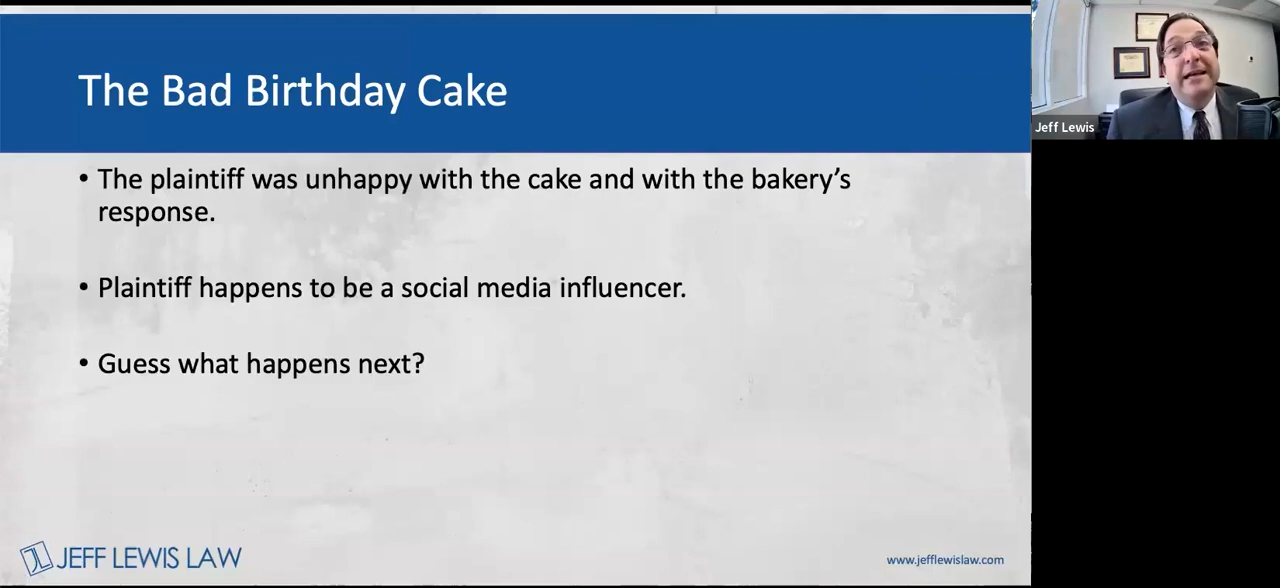 The Bad Birthday Cake
• The plaintiff was unhappy with the cake and with the bakery’s
response.
• Plaintiff happens to be a social media influencer.
• Guess what happens next?
JEFF LEWIS LAW
www.jefflewislaw.com
Jeff Lewis